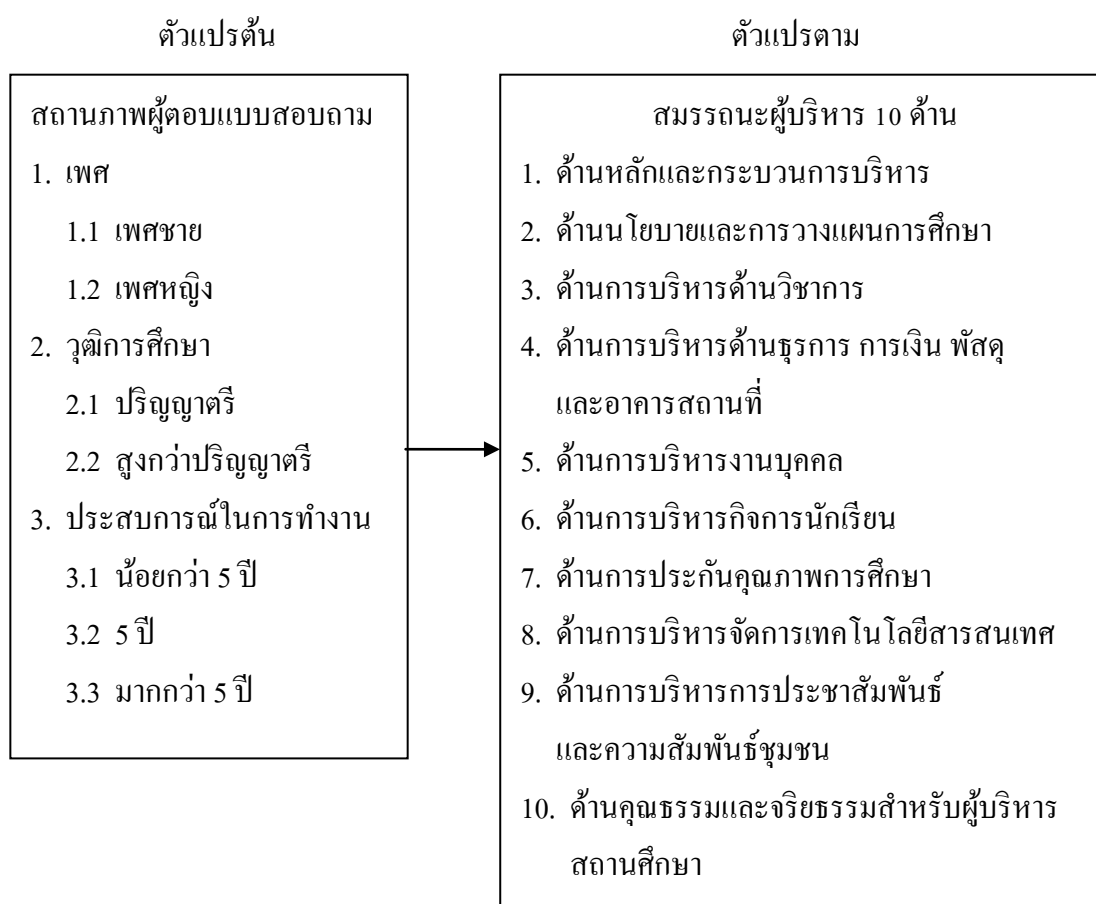 ตัวแปรต้น
สถานภาพผู้ตอบแบบสอบถาม
1. เพศ
1.1 เพศชาย
1.2 เพศหญิง
2. วุฒิการศึกษา
2.1 ปริญญาตรี
2.2 สูงกว่าปริญญาตรี
3. ประสบการณ์ในการทำงาน
3.1 น้อยกว่า 5 ปี
3.2 5 ปี
3.3 มากกว่า 5 ปี
ตัวแปรตาม
สมรรถนะผู้บริหาร 10 ด้าน
1. ด้านหลักและกระบวนการบริหาร
2. ด้านนโยบายและการวางแผนการศึกษา
3. ด้านการบริหารด้านวิชาการ
4. ด้านการบริหารด้านธุรการ การเงิน พัสดุ
และอาคารสถานที่
5. ด้านการบริหารงานบุคคล
6. ด้านการบริหารกิจการนักเรียน
7. ด้านการประกันคุณภาพการศึกษา
8. ด้านการบริหารจัดการเทคโนโลยีสารสนเทศ
9. ด้านการบริหารการประชาสัมพันธ์
และความสัมพันธ์ชุมชน
10. ด้านคุณธรรมและจริยธรรมสำหรับผู้บริหาร
สถานศึกษา